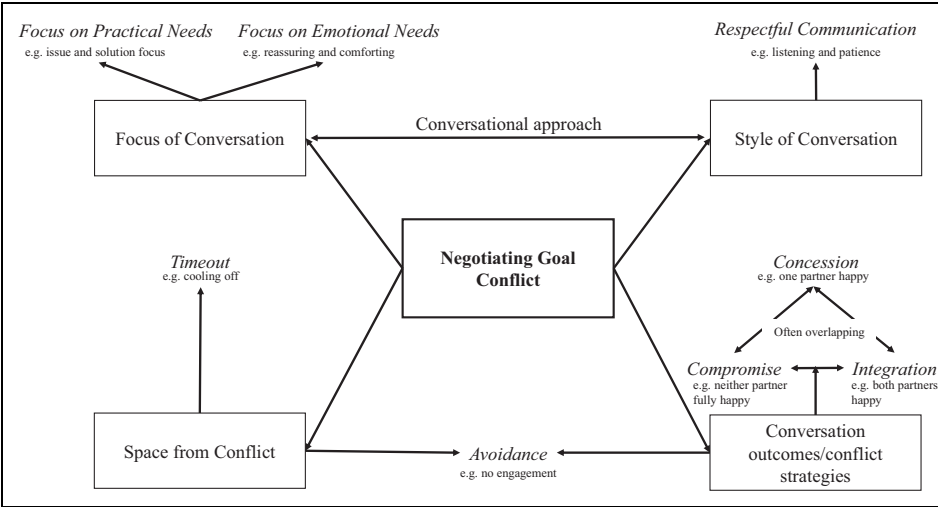 Focus on Practical Needs
e.g. issue and solution focus
Focus on Emotional Needs
e.g. reassuring and comforting
Respectful Communication
e.g. listening and patience
Focus of Conversation
Conversational approach
Style of Conversation
Negotiating Goal
Conflict
Timeout
e.g. cooling off
Concession
e.g. one partner happy
Often overlapping
Compromise
e.g. neither partner
fully happy
Integration
e.g. both partners
happy
Space from Conflict
Avoidance
e.g. no engagement
Conversation
outcomes/conflict
strategies